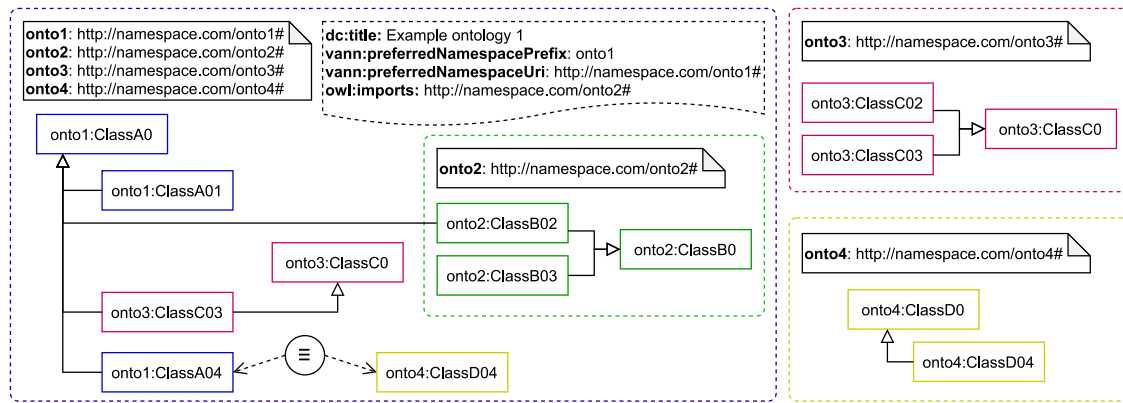 onto1: http://namespace.com/onto1#
onto2: http://namespace.com/onto2#
onto3: http://namespace.com/onto3#
onto4: http://namespace.com/onto4#
dc:title: Example ontology 1
vann:preferredNamespacePrefix: onto1
vann:preferredNamespaceUri: http://namespace.com/onto1#
owl:imports: http://namespace.com/onto2#
onto1:ClassA0
onto1:ClassA01
onto2: http://namespace.com/onto2#
onto2:ClassB02
onto2:ClassB03
onto2:ClassB0
onto3:ClassC0
onto3:ClassC03
onto1:ClassA04
≡
onto4:ClassD04
onto3: http://namespace.com/onto3#
onto3:ClassC02
onto3:ClassC03
onto3:ClassC0
onto4: http://namespace.com/onto4#
onto4:ClassD0
onto4:ClassD04